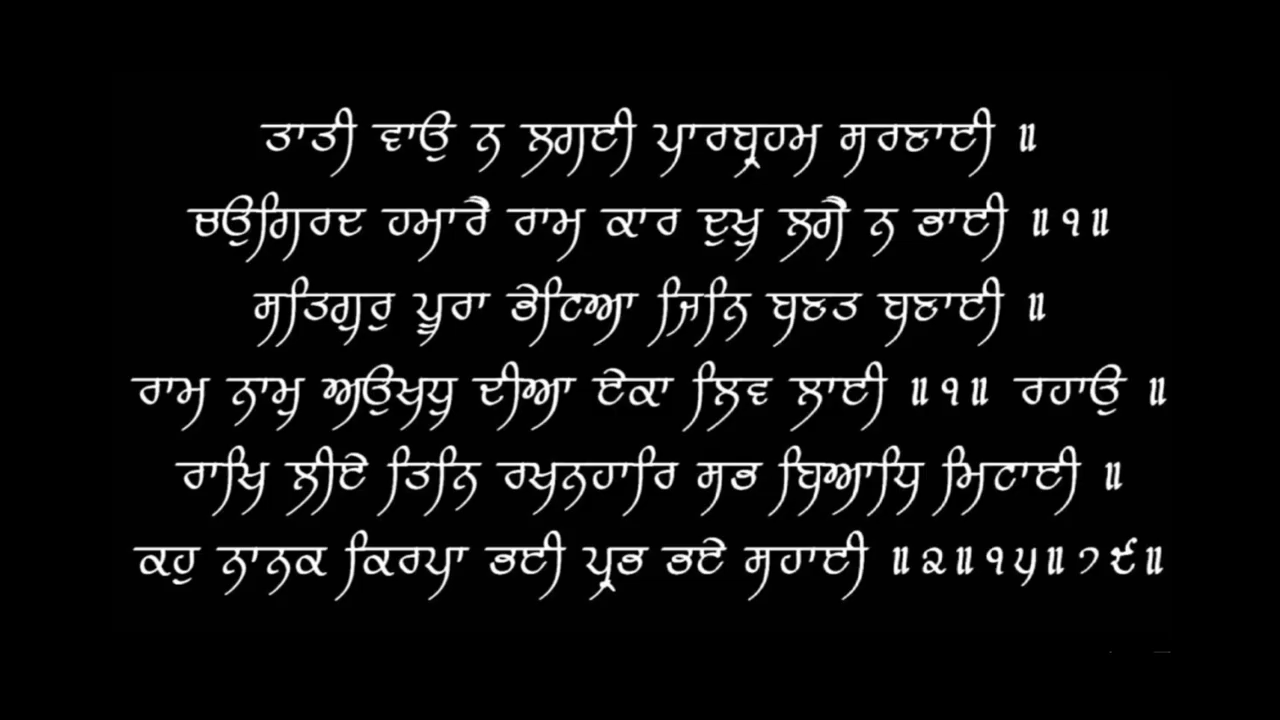 ਤਾਤੀ ਵਾਉ ਨ ਲਗਈ ਪਾਰਬ੍ਰਹਮ ਸਰਣਾਈ ॥
ਚਉਗਿਰਦ ਹਮਾਰੈ ਰਾਮ ਕਾਰ ਦੁਖੁ ਲਗੈ ਨ ਭਾਈ ॥੧॥
ਸਤਿਗੁਰੁ ਪੂਰਾ ਭੇਟਿਆ ਜਿਨਿ ਬਣਤ ਬਣਾਈ ॥
ਰਾਮ ਨਾਮੁ ਅਉਖਧੁ ਦੀਆ ਏਕਾ ਲਿਵ ਲਾਈ ॥੧॥ ਰਹਾਉ ॥
ਰਾਖਿ ਲੀਏ ਤਿਨਿ ਰਖਨਹਾਰਿ ਸਭ ਬਿਆਧਿ ਮਿਟਾਈ ॥
ਕਹੁ ਨਾਨਕ ਕਿਰਪਾ ਭਈ ਪ੍ਰਭ ਭਏ ਸਹਾਈ ॥੨॥੧੫॥੭੯॥